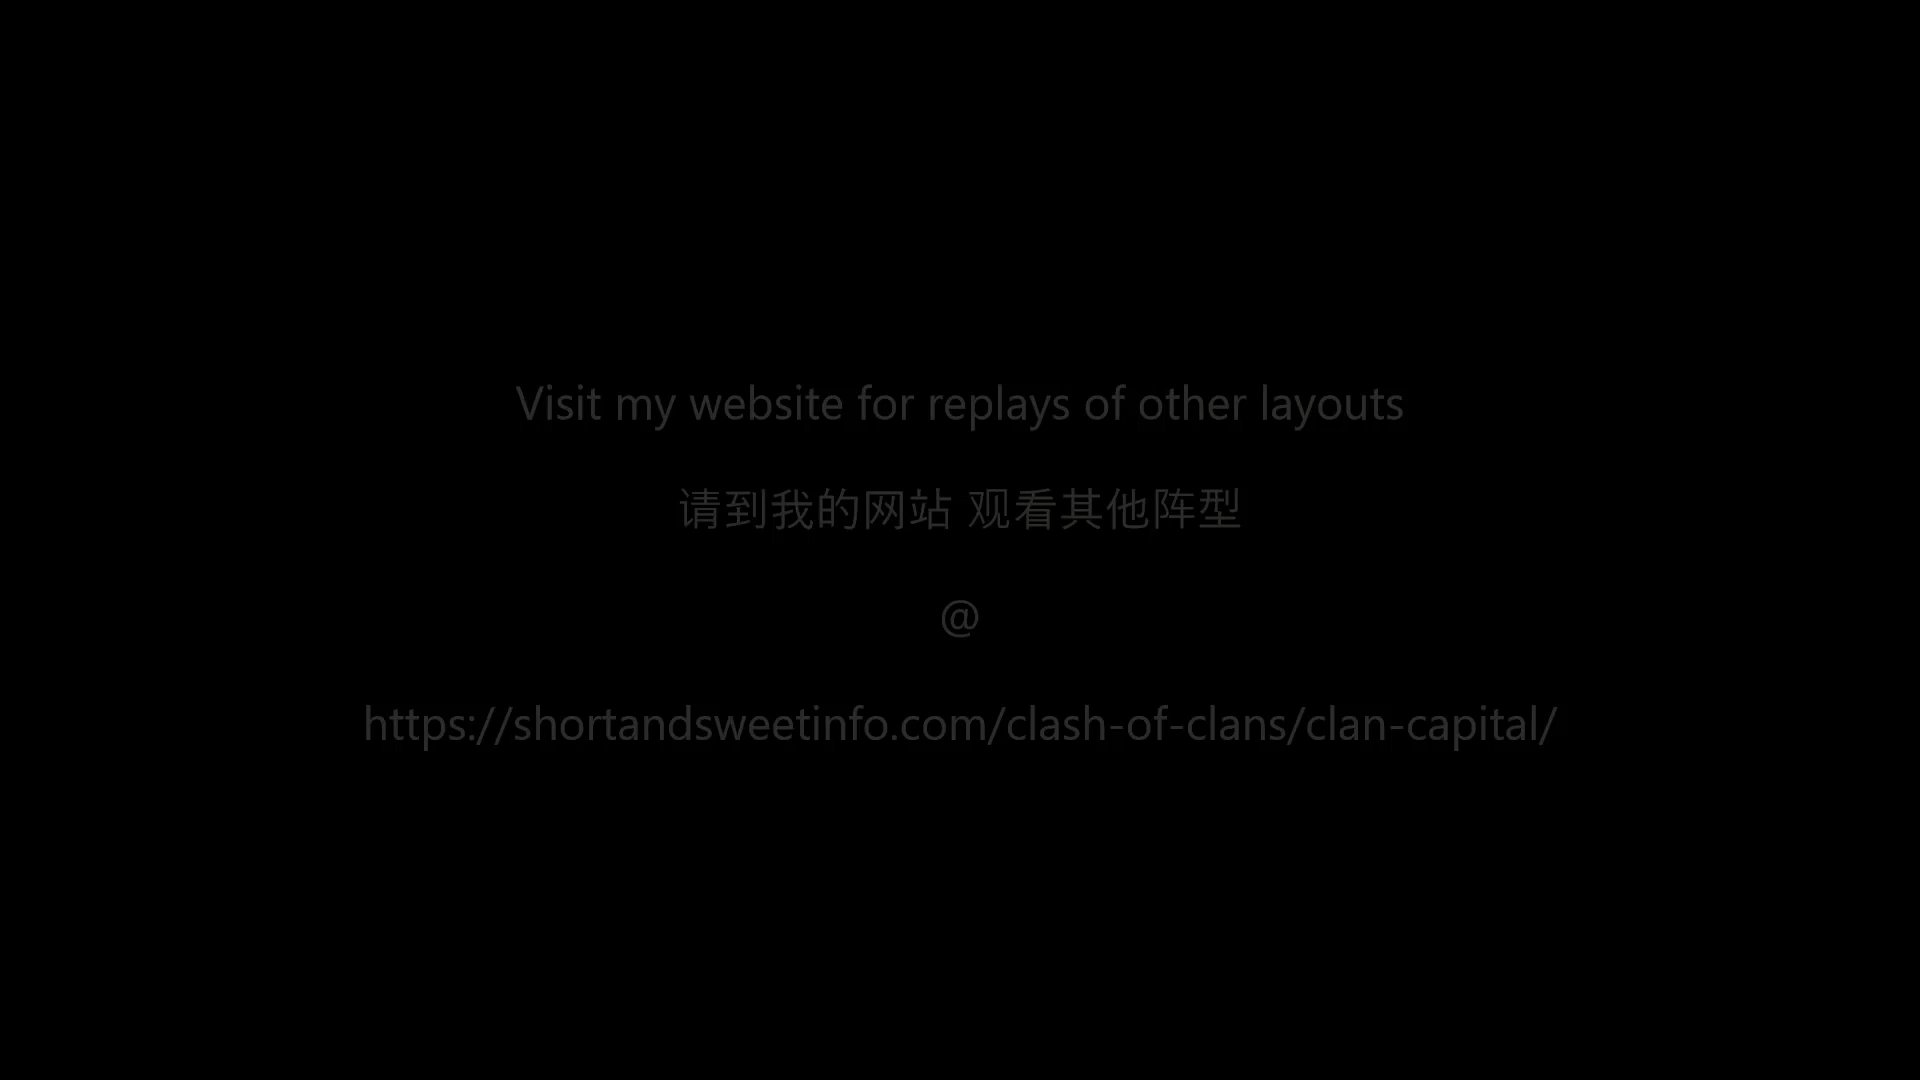 Visit my website for replays of other layouts
请到我的网站 观看其他阵型
@
https://shortandsweetinfo.com/clash-of-clans/clan-capital/